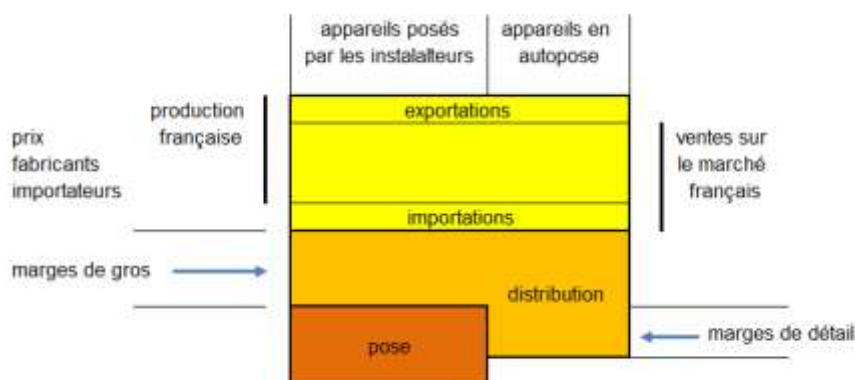 appareils posés
par les instalalteurs
appareils en
autopose
production
française
exportations
prix
fabricants
importateurs
ventes sur
le marché
français
importations
marges de gros
distribution
pose
marges de détail